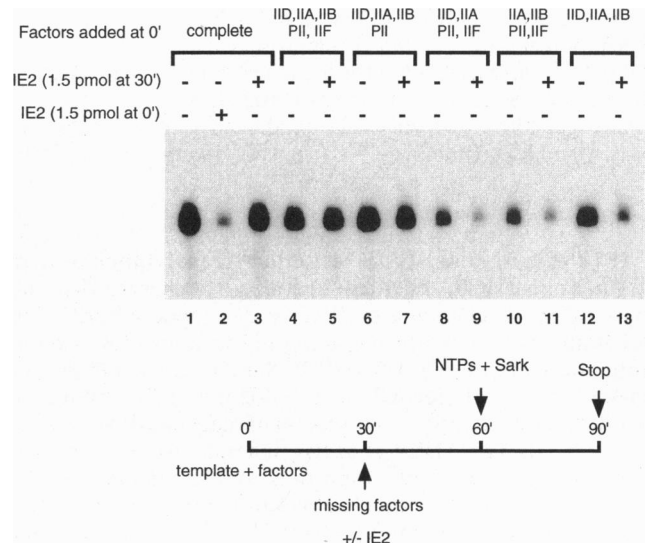 IID,IIA,IIB IID,IIA,IIB IID,IIA IIA,IIB IID,IIA,IIB
Factors added at 0' complete PII, IIF PII PII, IIF PII,IIF
IE2 (1.5 pmol at 30') - - + - + - + - + - + - +
IE2 (1.5 pmol at 0') - + - - - - - - - - - - -
1 2 3 4 5 6 7 8 9 10 11 12 13
NTPs + Sark Stop
0' 30' 60' 90'
template + factors
missing factors
+/- IE2